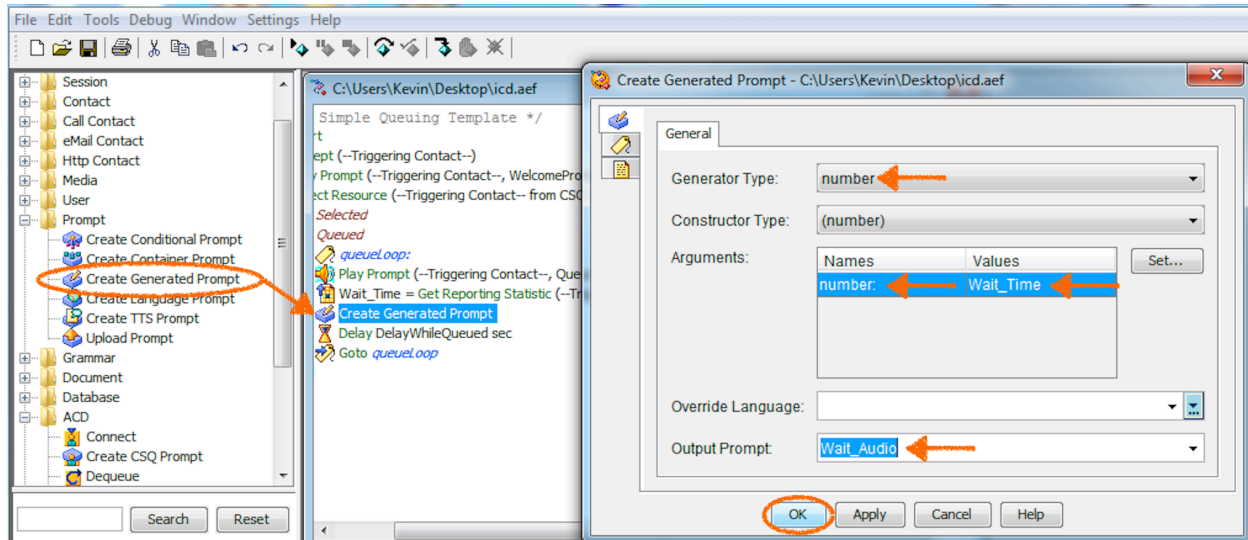 File Edit Tools Debug Window Settings Help
Session
Contact
Call Contact
eMail Contact
Http Contact
Media
User
Prompt
Create Conditional Prompt
Create Container Prompt
Create Generated Prompt
Create Language Prompt
Create TTS Prompt
Upload Prompt
Grammar
Document
Database
ACD
Connect
Create CSQ Prompt
Dequeue
Search Reset
C:\Users\Kevin\Desktop\icd.aef
Simple Queuing Template */
rt
ept (--Triggering Contact--)
y Prompt (--Triggering Contact--, WelcomePro
ect Resource (--Triggering Contact-- from CSQ
Selected
Queued
queueLoop:
Play Prompt (--Triggering Contact--, Que
Wait_Time = Get Reporting Statistic (--Tr
Create Generated Prompt
Delay DelayWhileQueued sec
Goto queueLoop
Create Generated Prompt - C:\Users\Kevin\Desktop\icd.aef
General
Generator Type: number
Constructor Type: (number)
Arguments: Names Values Set...
number: Wait_Time
Override Language:
Output Prompt: Wait_Audio
OK Apply Cancel Help